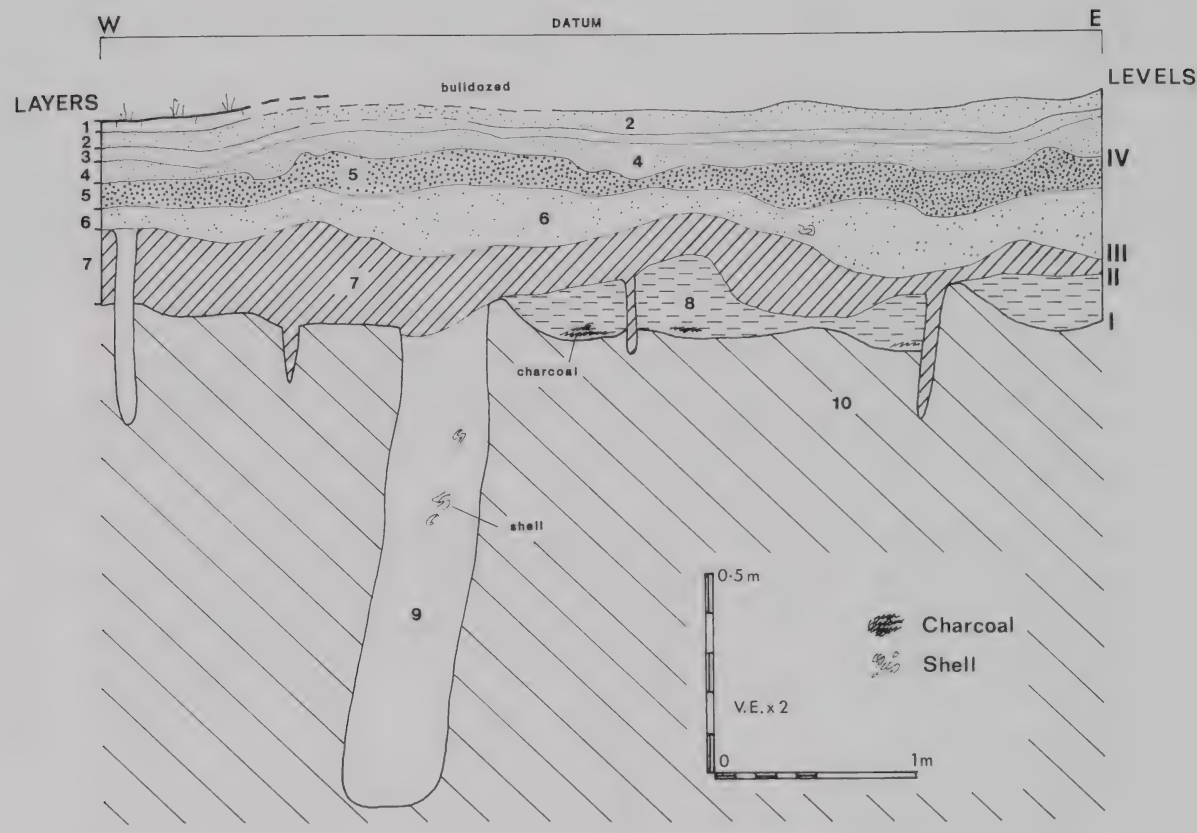 W
DATUM
E
LAYERS
bulldozed
LEVELS
1
2
3
4
5
6
7
2
4
5
6
7
8
9
10
IV
III
II
I
charcoal
shell
0·5m
V.E. x 2
0
1m
Charcoal
Shell